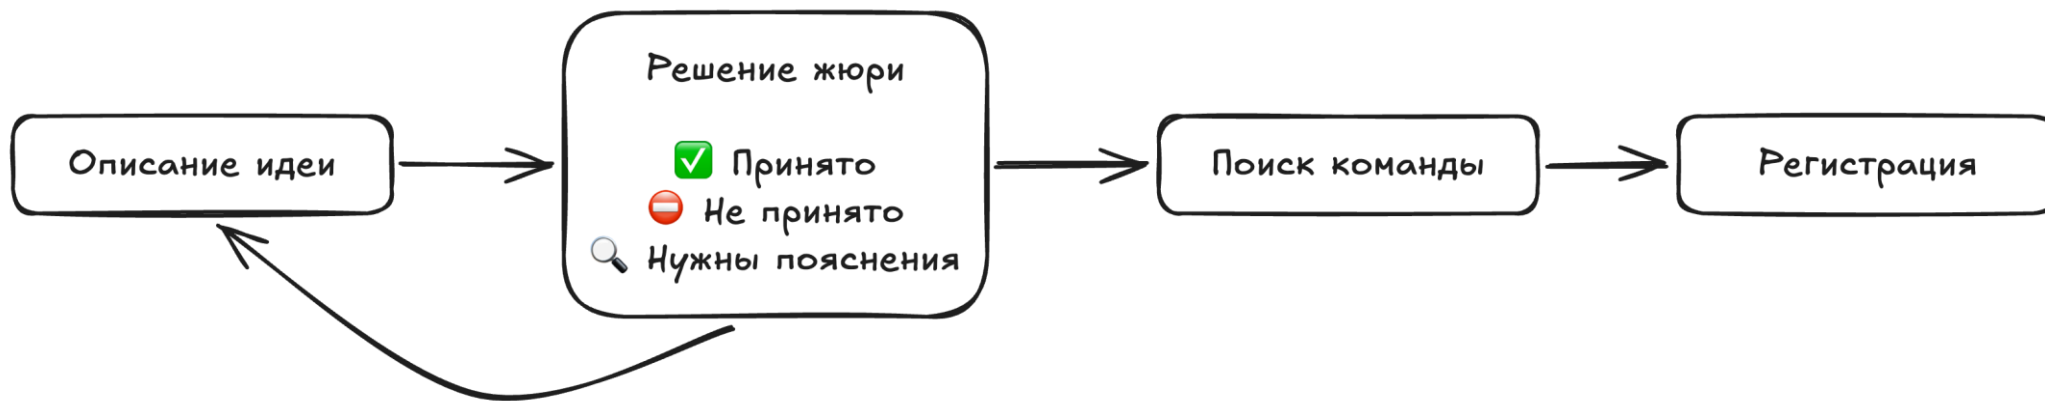 Описание идеи
Решение жюри
✅ Принято
⛔ Не принято
🔍 Нужны пояснения
Поиск команды
Регистрация